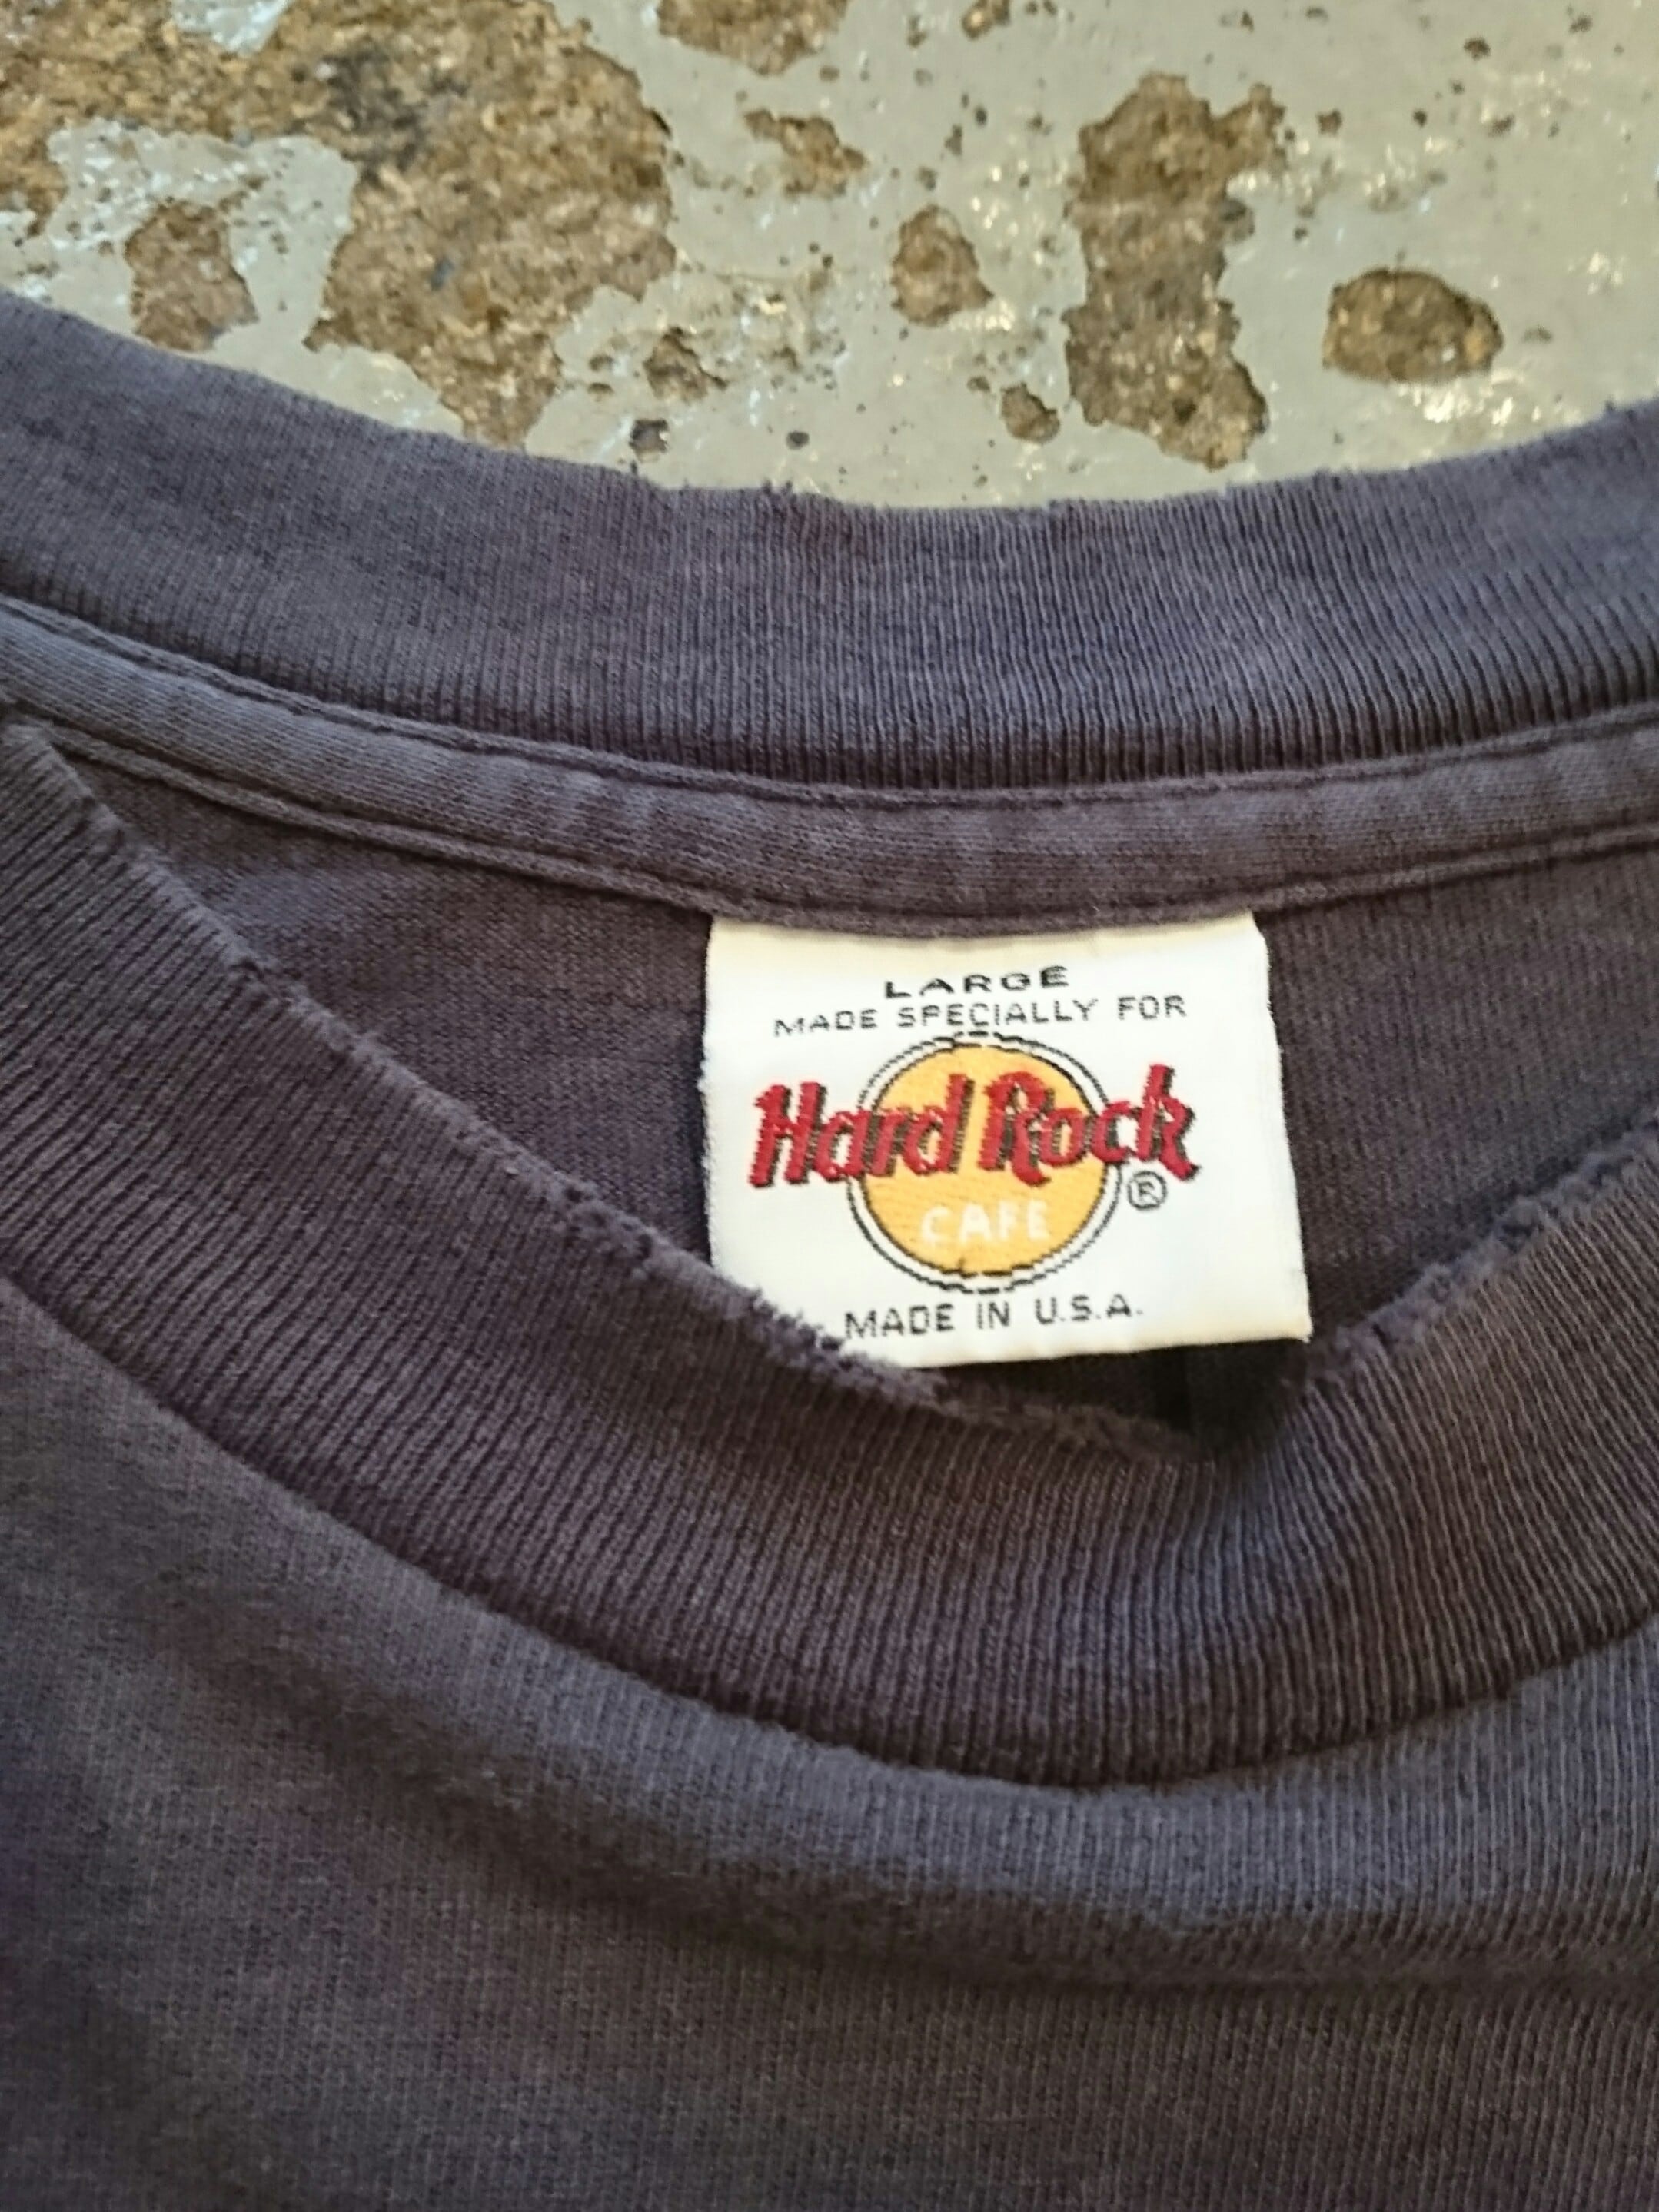 LARGE
MADE SPECIALLY FOR
Hard Rock
CAFE
®
MADE IN U.S.A.